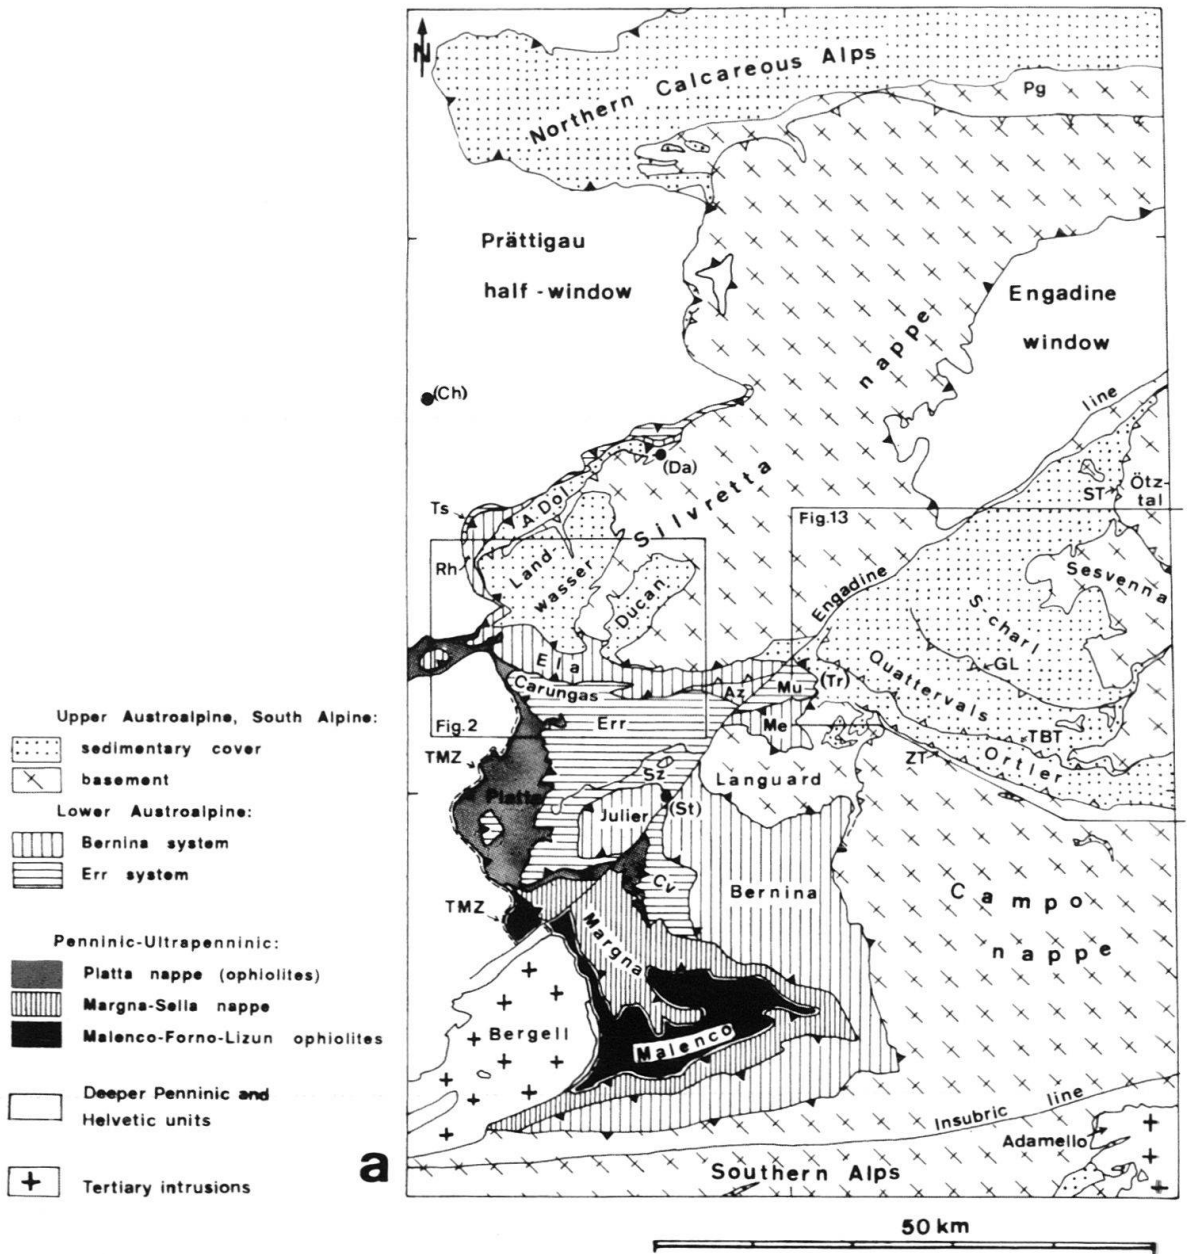 N
Northern Calcareous Alps
Pg
Prättigau
half-window
Engadine
window
nappe
(Ch)
line
(Da)
Silvretta
ST
Ötz-
tal
Ts
A.Dol.
Fig.13
Rh
Land
wasser
Ducan
Engadine
Sesvenna
S-charl
GL
Ela
Carungas
Az
Mu
(Tr)
Quattervals
Fig.2
Err
Me
TBT
ZT
Ortler
TMZ
Sz
Languard
Platta
Julier
(St)
Cv
Bernina
Campo
nappe
TMZ
Margna
Bergell
Malenco
Insubric line
Adamello
Southern Alps
a
50 km
Upper Austroalpine, South Alpine:
sedimentary cover
basement
Lower Austroalpine:
Bernina system
Err system
Penninic-Ultrapenninic:
Platta nappe (ophiolites)
Margna-Sella nappe
Malenco-Forno-Lizun ophiolites
Deeper Penninic and
Helvetic units
Tertiary intrusions